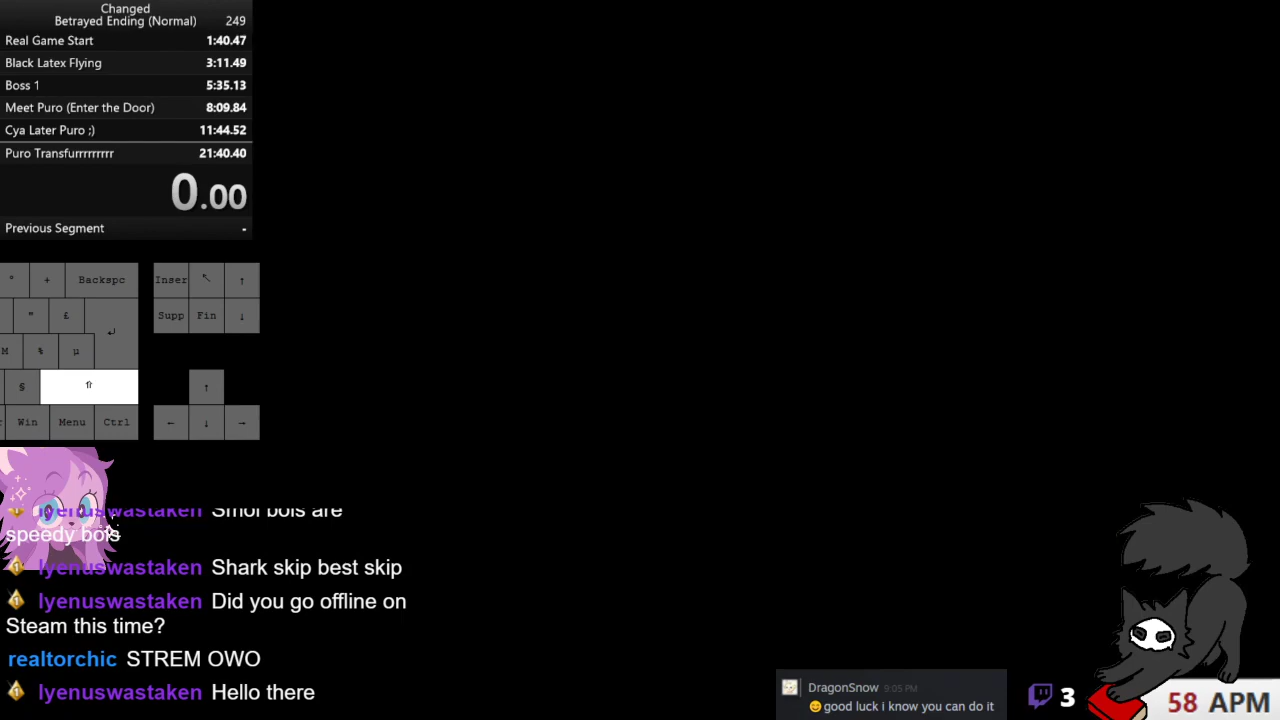 Changed
Betrayed Ending (Normal) 249
Real Game Start 1:40.47
Black Latex Flying 3:11.49
Boss 1 5:35.13
Meet Puro (Enter the Door) 8:09.84
Cya Later Puro ;) 11:44.52
Puro Transfurrrrrrrrr 21:40.40
0.00
Previous Segment -
° + Backspc Inser ↖ ↑
" £ ↵ Supp Fin ↓
M % µ
§ ⇧ ↑
Win Menu Ctrl ← ↓ →
lyenuswastaken Smol bois are
speedy bois
lyenuswastaken Shark skip best skip
lyenuswastaken Did you go offline on
Steam this time?
realtorchic STREM OWO
lyenuswastaken Hello there
DragonSnow 9:05 PM
😊good luck i know you can do it
3
58 APM